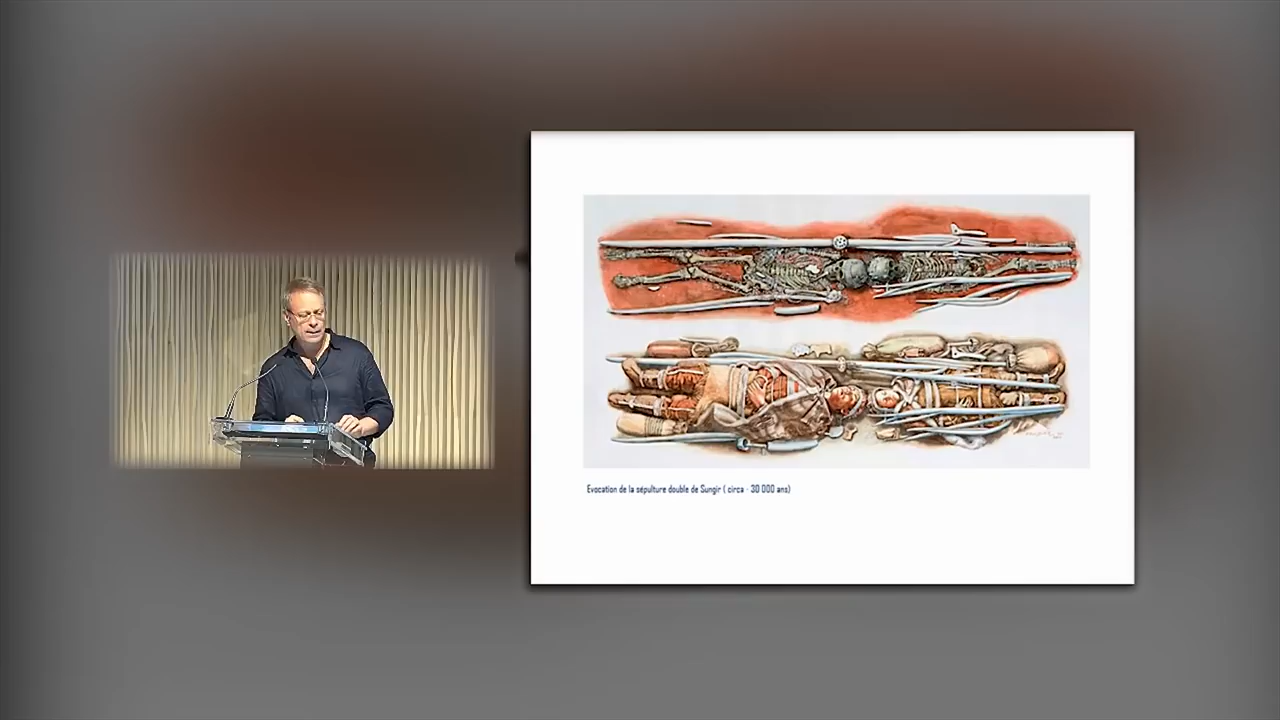 Evocation de la sépulture double de Sungir ( circa - 30 000 ans)